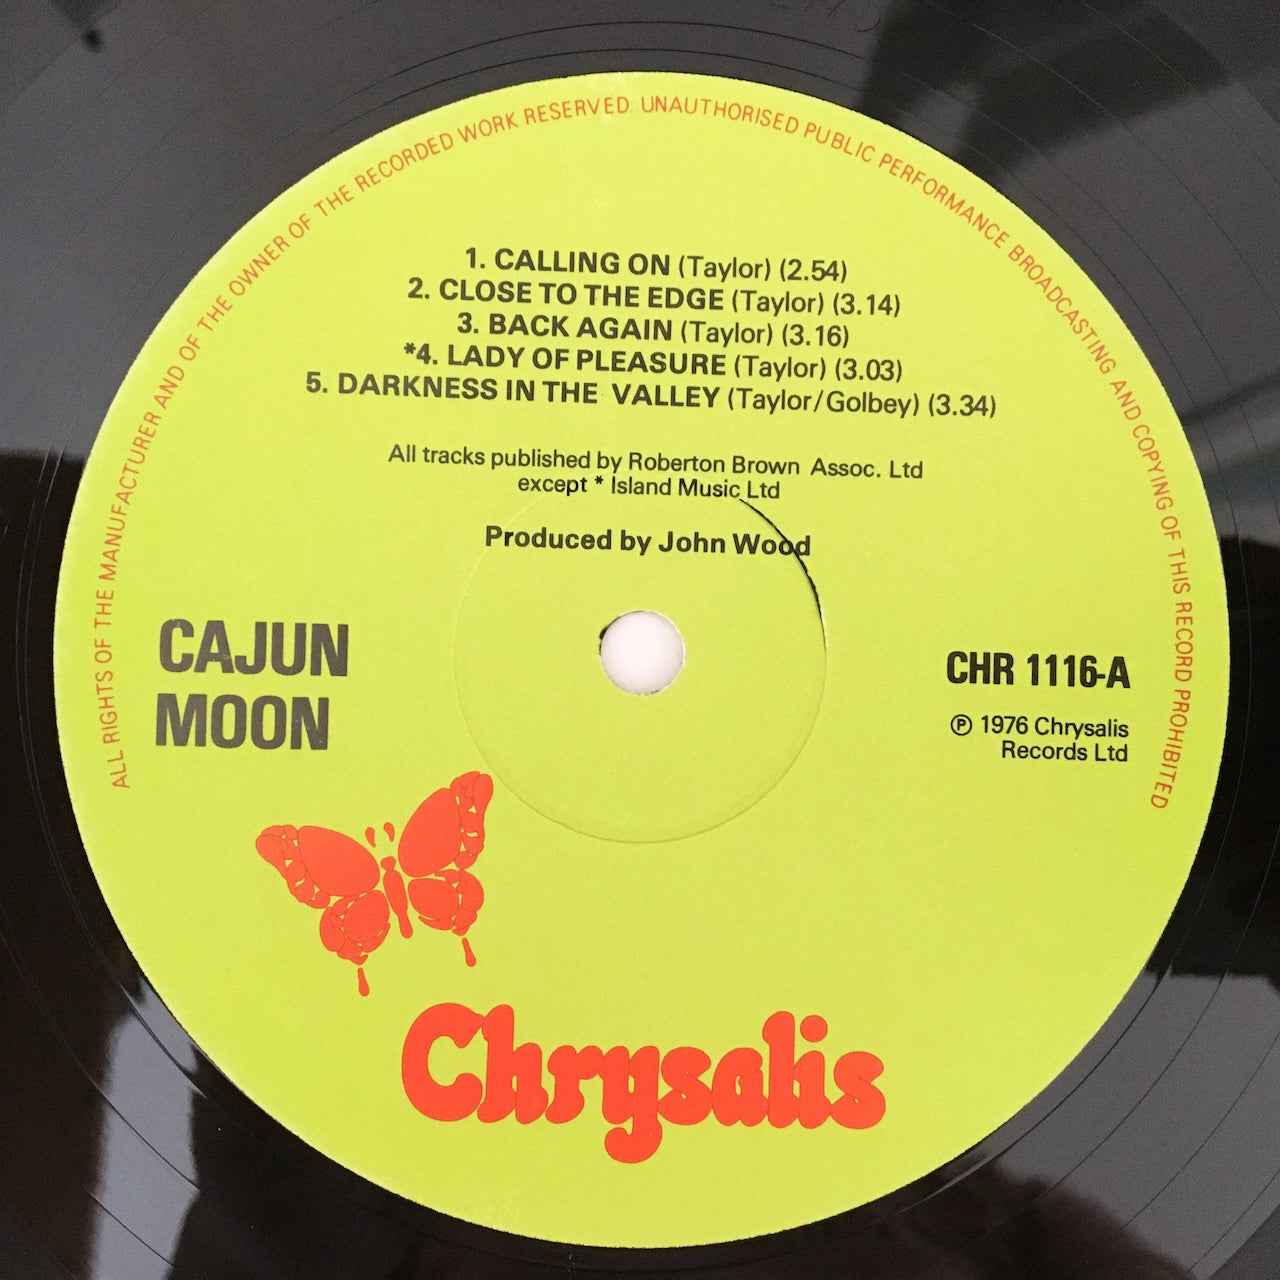 ALL RIGHTS OF THE MANUFACTURER AND OF THE OWNER OF THE RECORDED WORK RESERVED. UNAUTHORISED PUBLIC PERFORMANCE BROADCASTING AND COPYING OF THIS RECORD PROHIBITED
1. CALLING ON (Taylor) (2.54)
2. CLOSE TO THE EDGE (Taylor) (3.14)
3. BACK AGAIN (Taylor) (3.16)
*4. LADY OF PLEASURE (Taylor) (3.03)
5. DARKNESS IN THE VALLEY (Taylor/Golbey) (3.34)
All tracks published by Roberton Brown Assoc. Ltd
except * Island Music Ltd
Produced by John Wood
CAJUN
MOON
CHR 1116-A
℗ 1976 Chrysalis
Records Ltd
Chrysalis